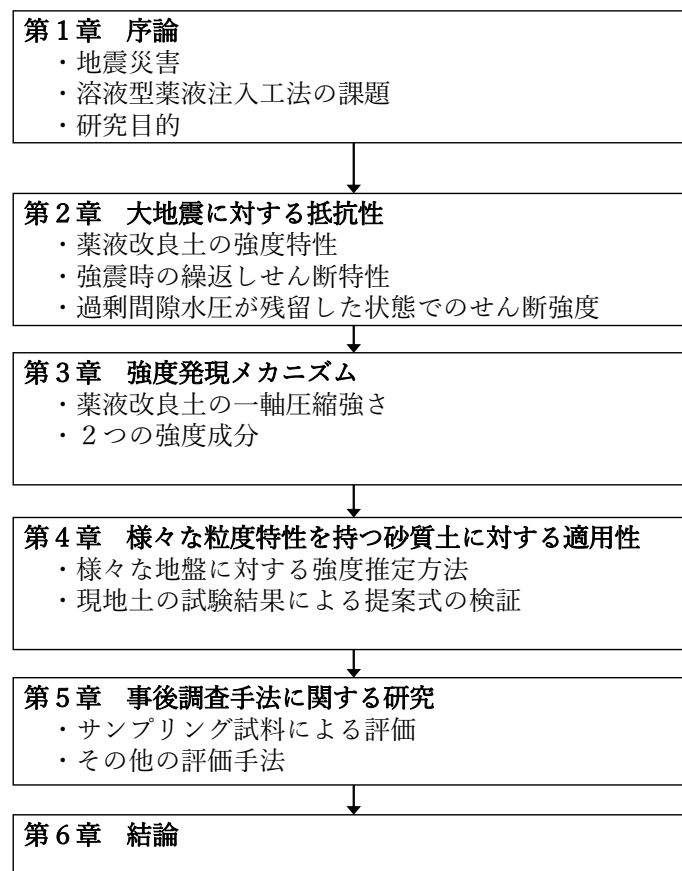 第１章　序論
・地震災害
・溶液型薬液注入工法の課題
・研究目的
第２章　大地震に対する抵抗性
・薬液改良土の強度特性
・強震時の繰返しせん断特性
・過剰間隙水圧が残留した状態でのせん断強度
第３章　強度発現メカニズム
・薬液改良土の一軸圧縮強さ
・２つの強度成分
第４章　様々な粒度特性を持つ砂質土に対する適用性
・様々な地盤に対する強度推定方法
・現地土の試験結果による提案式の検証
第５章　事後調査手法に関する研究
・サンプリング試料による評価
・その他の評価手法
第６章　結論